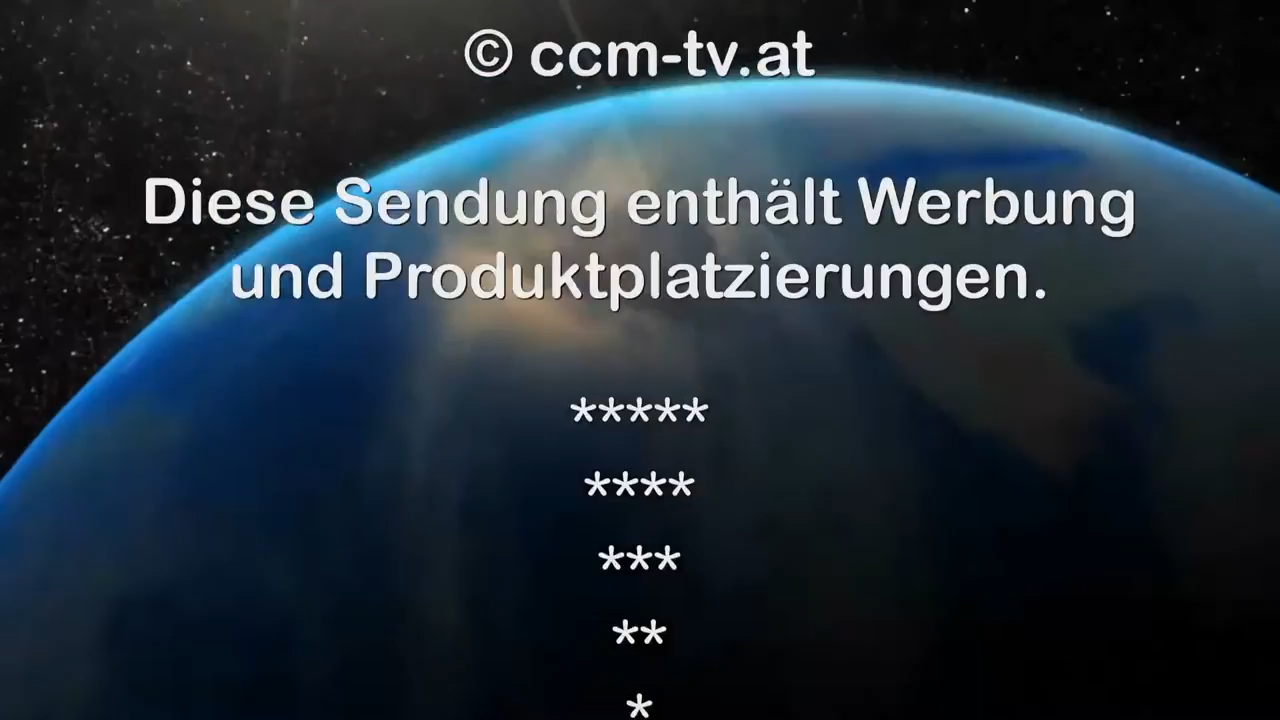 © ccm-tv.at
Diese Sendung enthält Werbung
und Produktplatzierungen.
*****
****
***
**
*